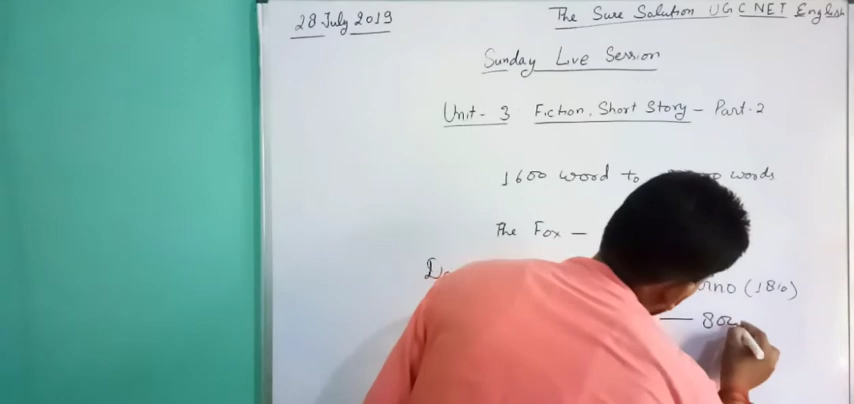 28 July 2019
The Sure Solution UGC NET English
Sunday Live Session
Unit - 3 Fiction, Short Story - Part-2
1600 word to words
The Fox —
(1810)
— 80